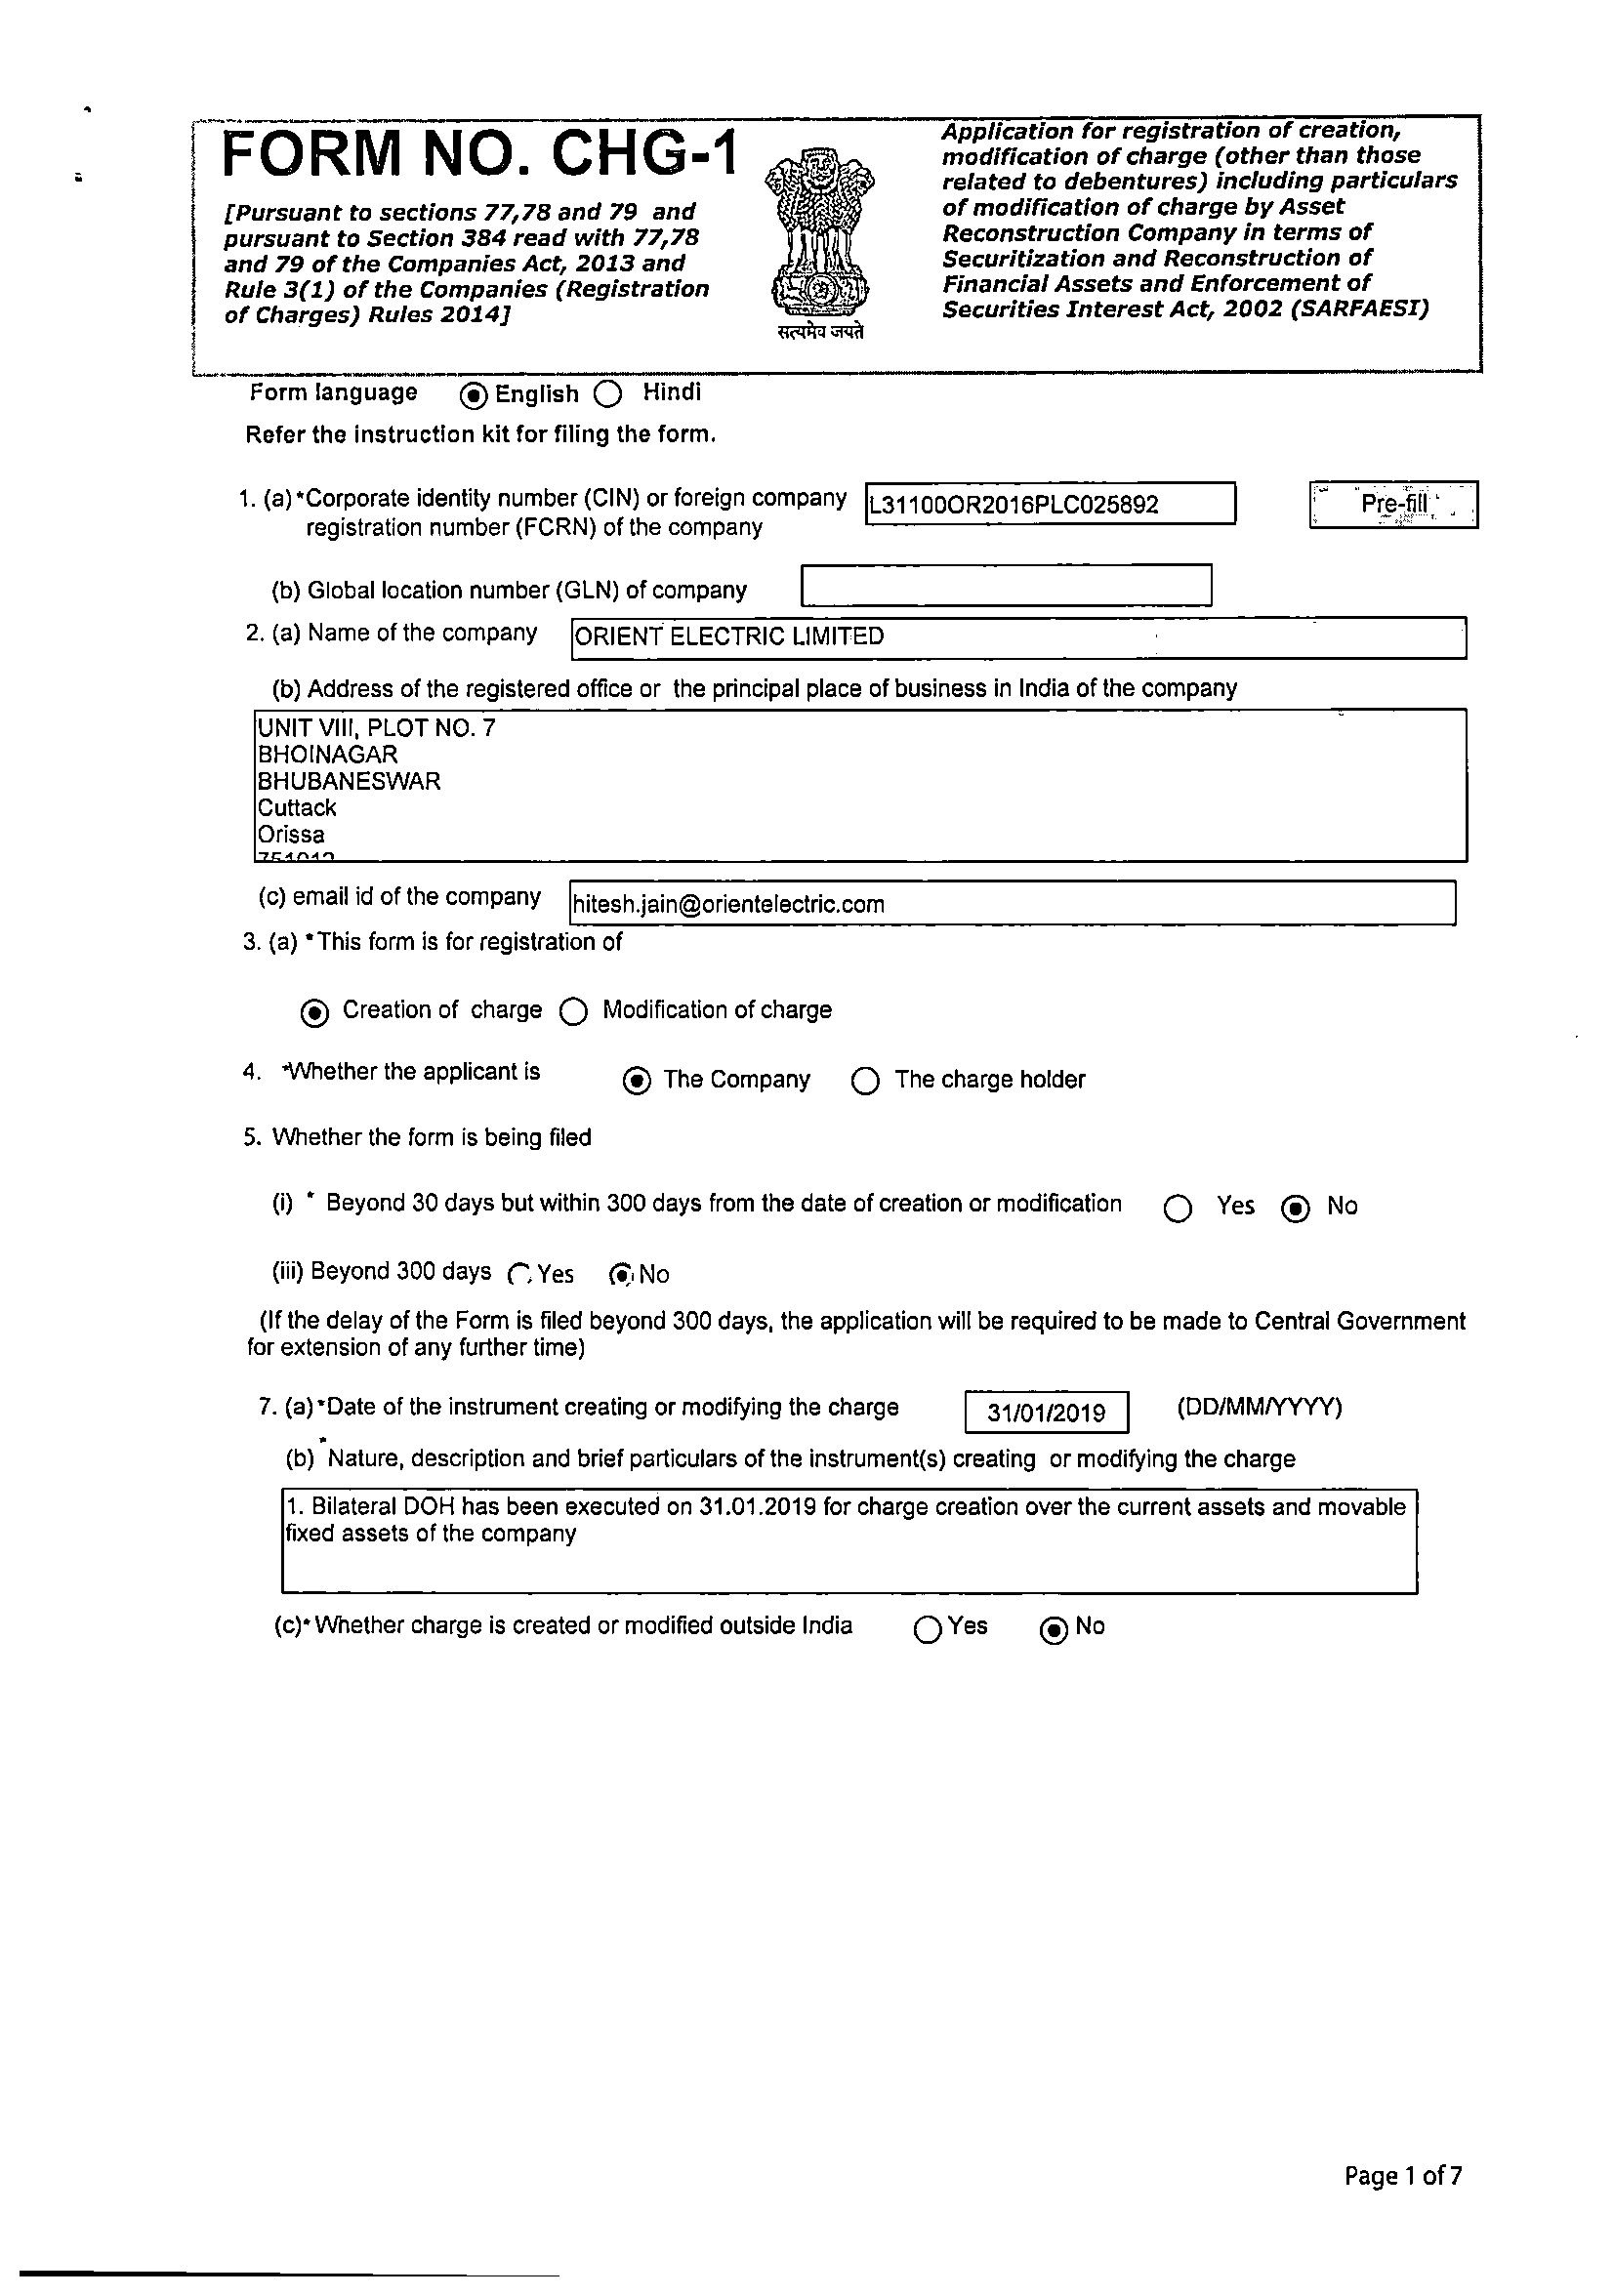 FORM NO. CHG-1
[Pursuant to sections 77,78 and 79 and
pursuant to Section 384 read with 77,78
and 79 of the Companies Act, 2013 and
Rule 3(1) of the Companies (Registration
of Charges) Rules 2014]
सत्यमेव जयते
Application for registration of creation,
modification of charge (other than those
related to debentures) including particulars
of modification of charge by Asset
Reconstruction Company in terms of
Securitization and Reconstruction of
Financial Assets and Enforcement of
Securities Interest Act, 2002 (SARFAESI)
Form language English Hindi
Refer the instruction kit for filing the form.
1. (a) *Corporate identity number (CIN) or foreign company L31100OR2016PLC025892 Pre-fill
registration number (FCRN) of the company
(b) Global location number (GLN) of company
2. (a) Name of the company ORIENT ELECTRIC LIMITED
(b) Address of the registered office or the principal place of business in India of the company
UNIT VIII, PLOT NO. 7
BHOINAGAR
BHUBANESWAR
Cuttack
Orissa
751012
(c) email id of the company hitesh.jain@orientelectric.com
3. (a) *This form is for registration of
Creation of charge Modification of charge
4. *Whether the applicant is The Company The charge holder
5. Whether the form is being filed
(i) * Beyond 30 days but within 300 days from the date of creation or modification Yes No
(iii) Beyond 300 days Yes No
(If the delay of the Form is filed beyond 300 days, the application will be required to be made to Central Government
for extension of any further time)
7. (a) *Date of the instrument creating or modifying the charge 31/01/2019 (DD/MM/YYYY)
(b) *Nature, description and brief particulars of the instrument(s) creating or modifying the charge
1. Bilateral DOH has been executed on 31.01.2019 for charge creation over the current assets and movable
fixed assets of the company
(c)* Whether charge is created or modified outside India Yes No
Page 1 of 7